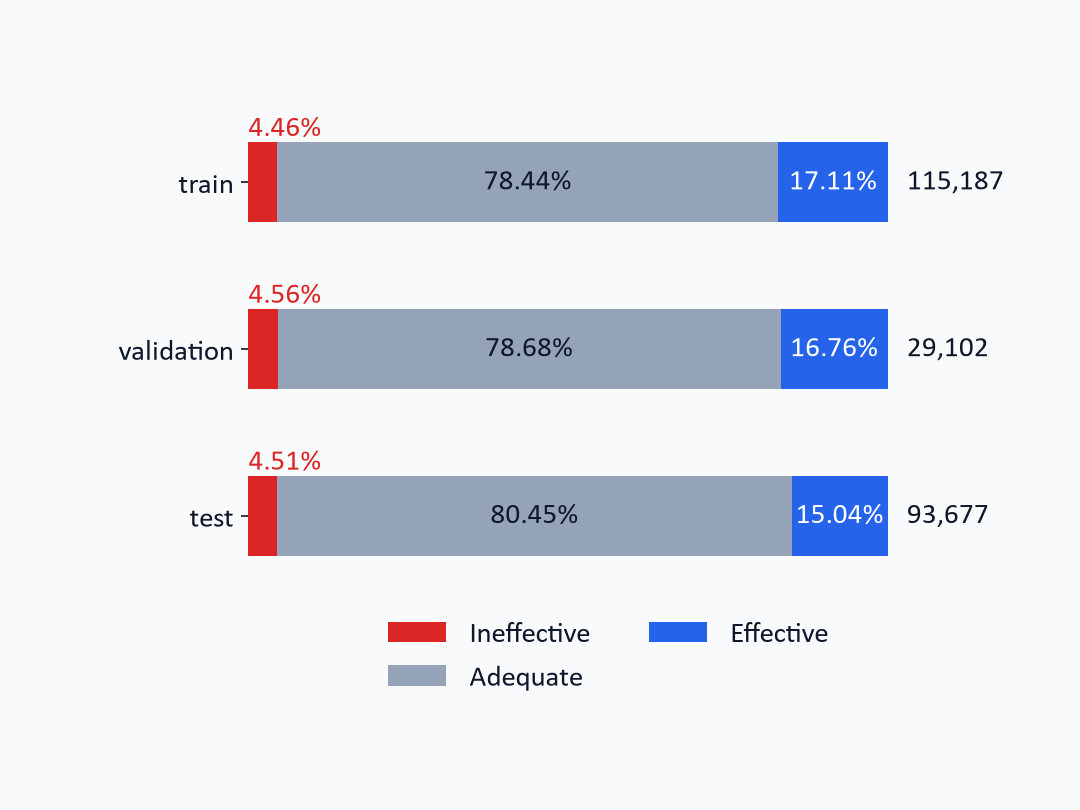 4.46%
train 78.44% 17.11% 115,187
4.56%
validation 78.68% 16.76% 29,102
4.51%
test 80.45% 15.04% 93,677
Ineffective Effective
Adequate